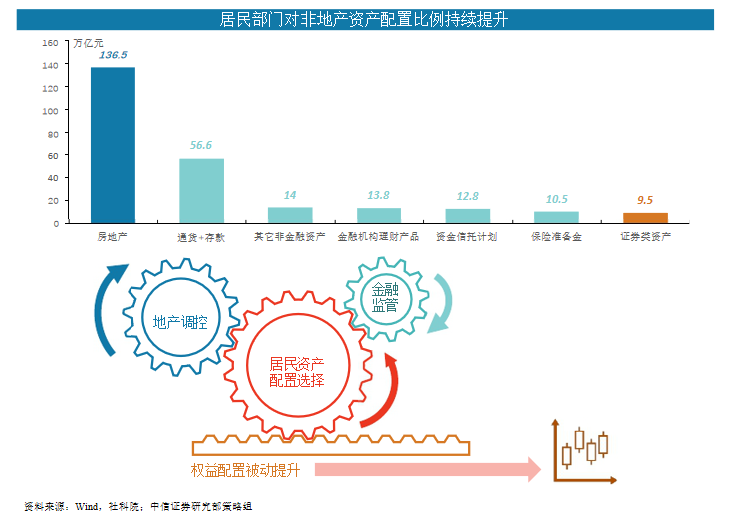 居民部门对非地产资产配置比例持续提升
万亿元
160
140
120
100
80
60
40
20
0
136.5
56.6
14
13.8
12.8
10.5
9.5
房地产
通货+存款
其它非金融资产
金融机构理财产品
资金信托计划
保险准备金
证券类资产
地产调控
金融
监管
居民资产
配置选择
权益配置被动提升
资料来源：Wind，社科院；中信证券研究部策略组